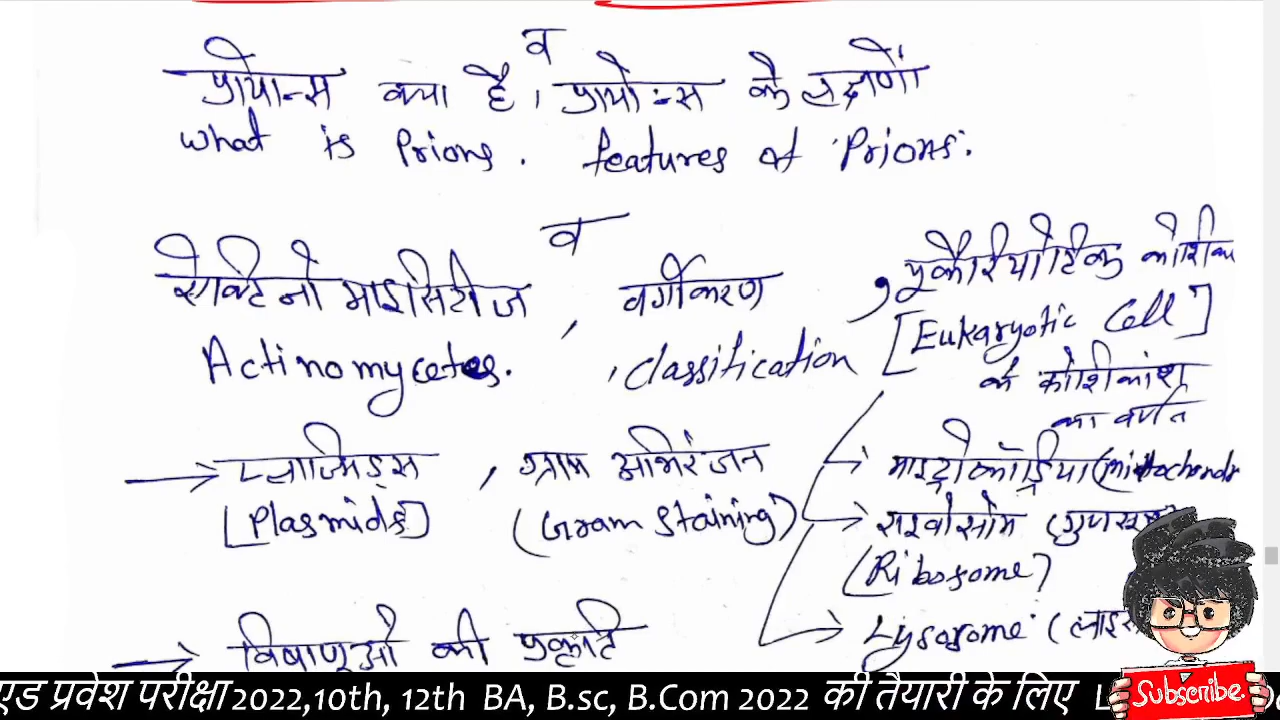 व
प्रायोन्स क्या है, प्रायोन्स के लक्षणों
What is Prions. features of Prions.
व
एक्टिनोमाइसिटीज, वर्गीकरण, यूकैरियोटिक
Actinomycetes. , Classification [Eukaryotic Cell]
के कोशिकांश
का वर्णन
→ प्लाज्मिड्स, ग्राम अभिरंजन → माइट्रोकॉड्रिया (mitochondr
[Plasmids] (Gram Staining) → राइबोसोम
(Ribosome)
→ Lysosome (लाइस
→ विषाणुओ की प्रकृति
एड प्रवेश परीक्षा 2022,10th, 12th BA, B.sc, B.Com 2022 की तैयारी के लिए
Subscribe